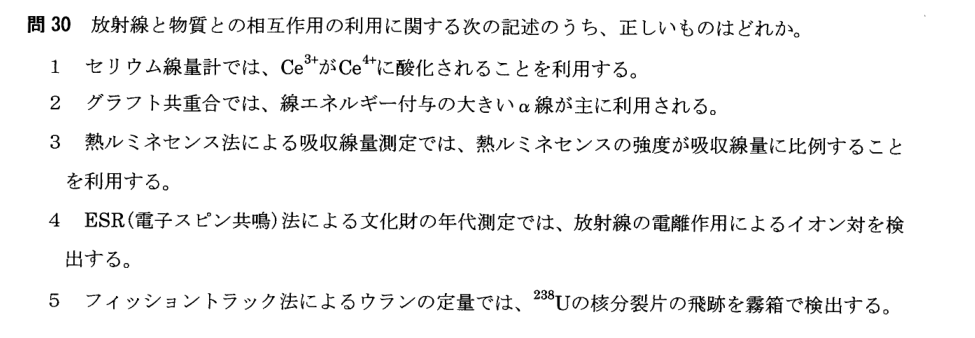 問30 放射線と物質との相互作用の利用に関する次の記述のうち、正しいものはどれか。
1 セリウム線量計では、Ce³⁺がCe⁴⁺に酸化されることを利用する。
2 グラフト共重合では、線エネルギー付与の大きいα線が主に利用される。
3 熱ルミネセンス法による吸収線量測定では、熱ルミネセンスの強度が吸収線量に比例すること
を利用する。
4 ESR(電子スピン共鳴)法による文化財の年代測定では、放射線の電離作用によるイオン対を検
出する。
5 フィッショントラック法によるウランの定量では、²³⁸Uの核分裂片の飛跡を霧箱で検出する。